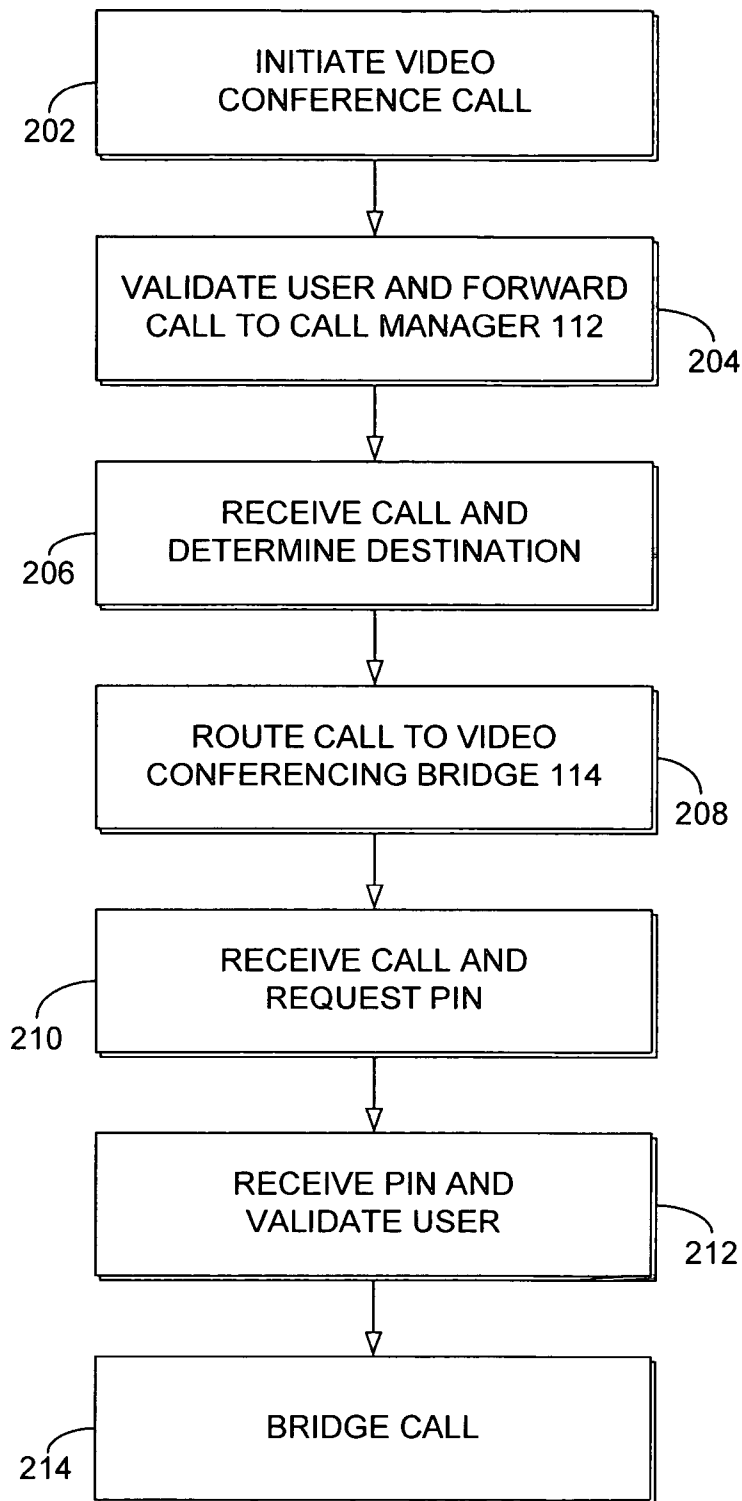 INITIATE VIDEO
CONFERENCE CALL
202
VALIDATE USER AND FORWARD
CALL TO CALL MANAGER 112
204
RECEIVE CALL AND
DETERMINE DESTINATION
206
ROUTE CALL TO VIDEO
CONFERENCING BRIDGE 114
208
RECEIVE CALL AND
REQUEST PIN
210
RECEIVE PIN AND
VALIDATE USER
212
BRIDGE CALL
214